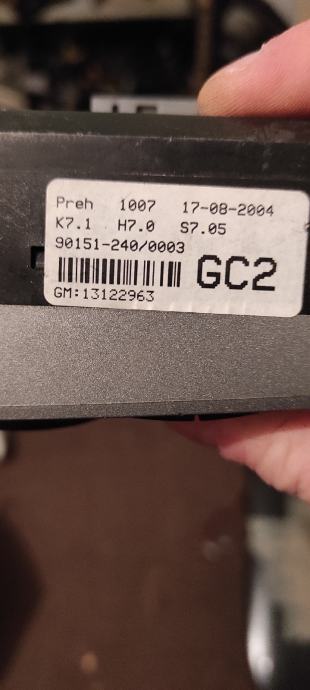 Preh 1007 17-08-2004
K7.1 H7.0 S7.05
90151-240/0003
GC2
GM:13122963